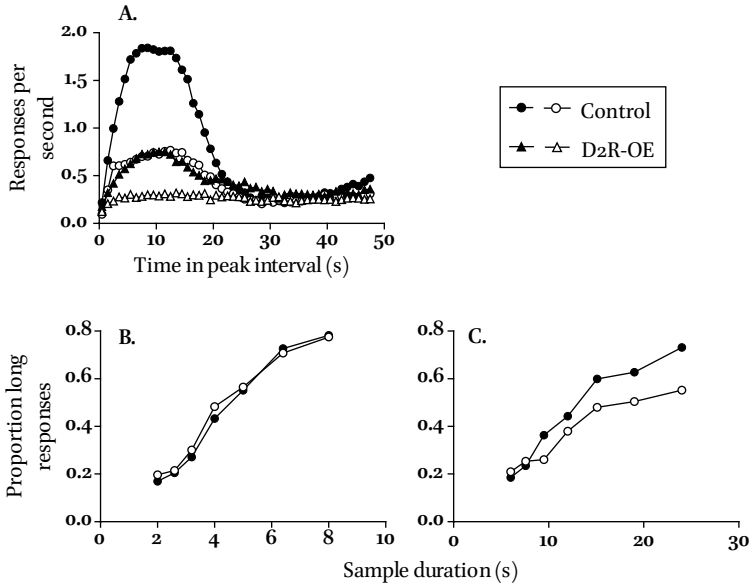 A.
2.0
1.5
1.0
0.5
0.0
Responses per
second
0 10 20 30 40 50
Time in peak interval (s)
Control
D2R-OE
B.
0.8
0.6
0.4
0.2
0.0
Proportion long
responses
0 2 4 6 8 10
C.
0.8
0.6
0.4
0.2
0.0
0 10 20 30
Sample duration (s)